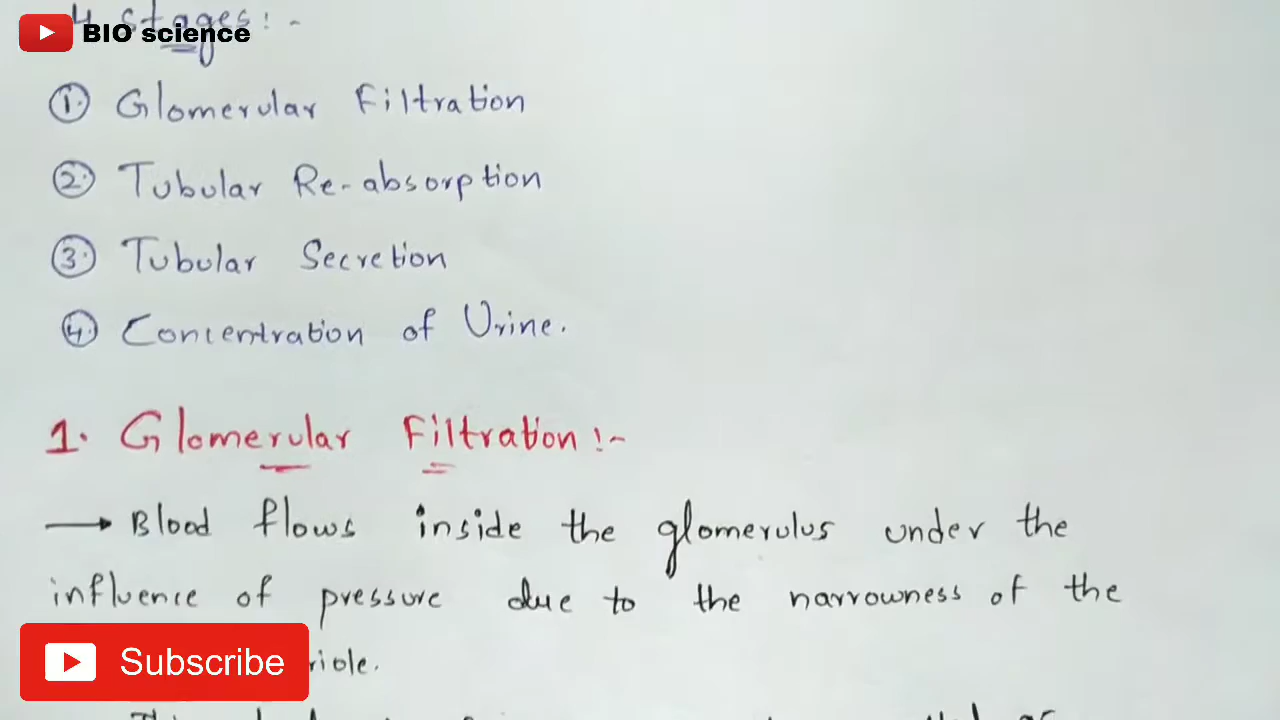 4 stages:-
BIO science
① Glomerular Filtration
② Tubular Re-absorption
③ Tubular Secretion
④ Concentration of Urine.
1. Glomerular Filtration:-
→ Blood flows inside the glomerulus under the
influence of pressure due to the narrowness of the
Subscribe